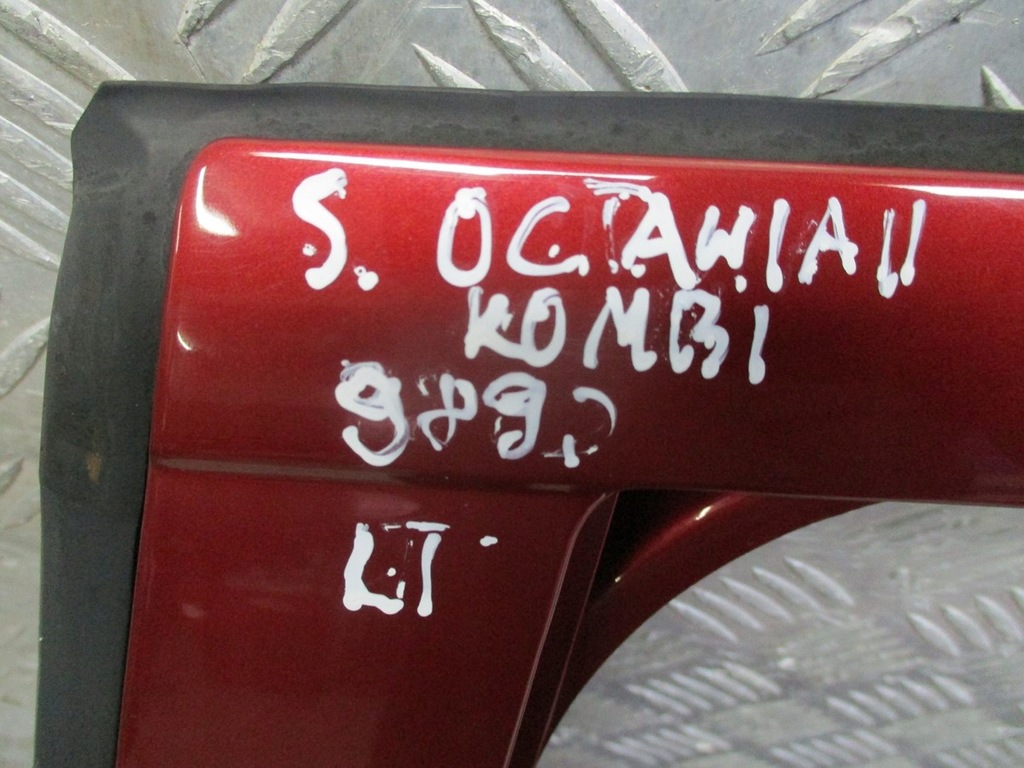 S. OCTAWIA II
KOMBI
9892
LT